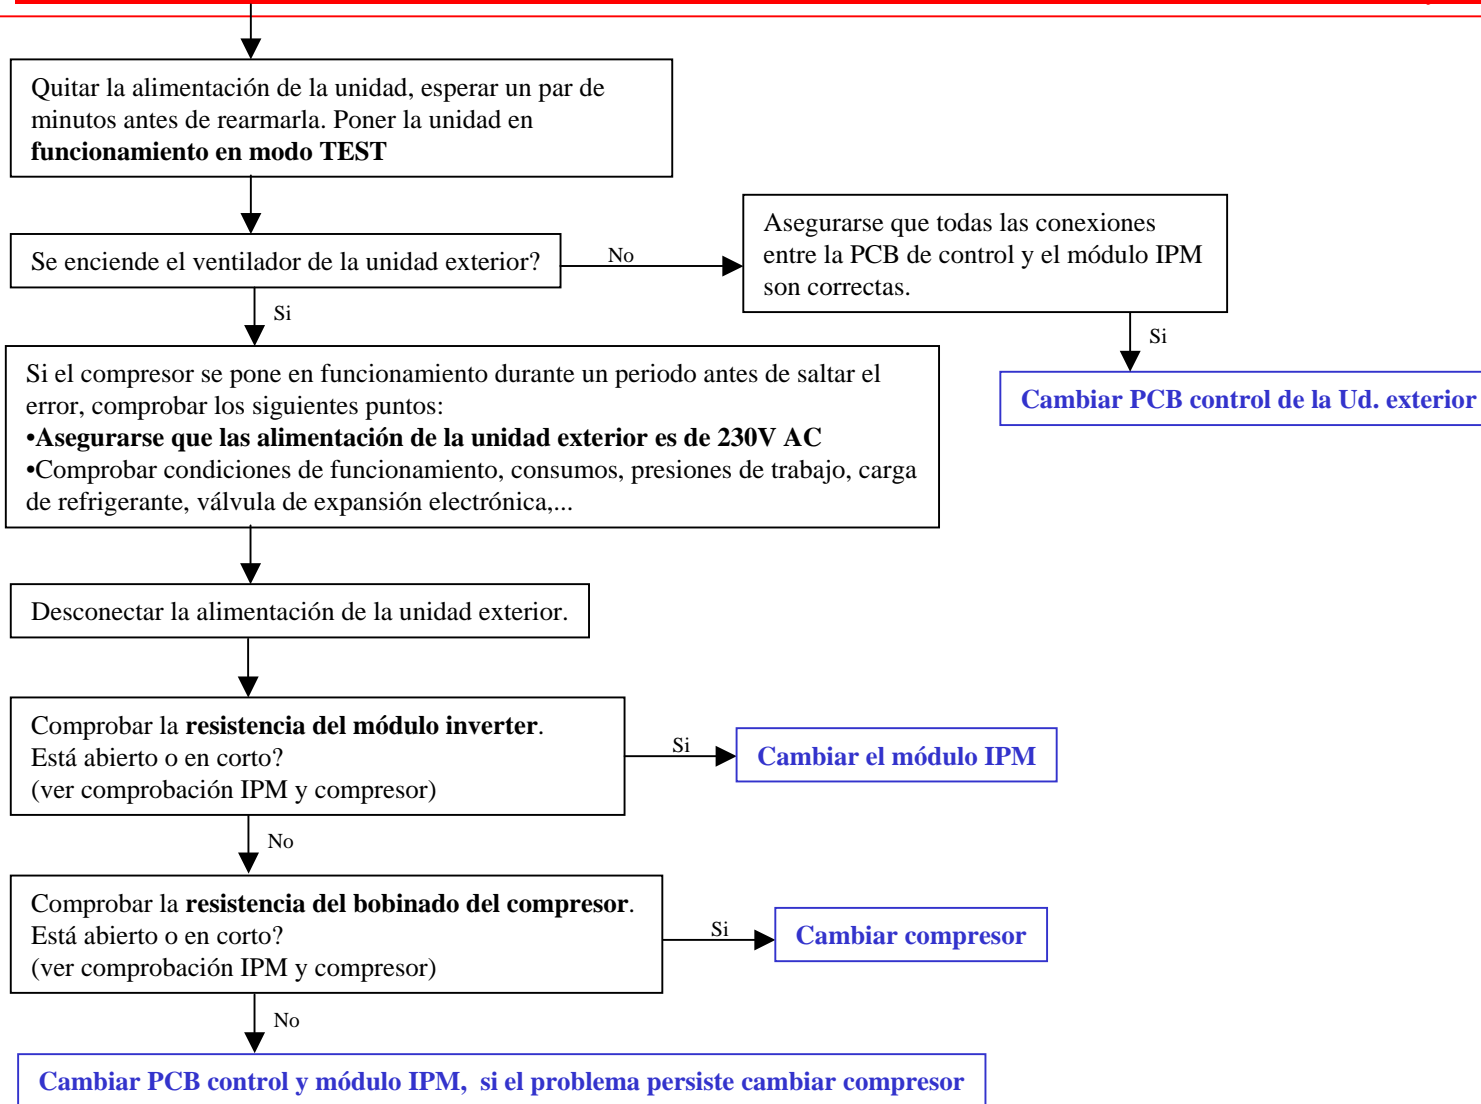 Quitar la alimentación de la unidad, esperar un par de
minutos antes de rearmarla. Poner la unidad en
funcionamiento en modo TEST
Se enciende el ventilador de la unidad exterior?
No
Asegurarse que todas las conexiones
entre la PCB de control y el módulo IPM
son correctas.
Si
Si
Cambiar PCB control de la Ud. exterior
Si el compresor se pone en funcionamiento durante un periodo antes de saltar el
error, comprobar los siguientes puntos:
•Asegurarse que las alimentación de la unidad exterior es de 230V AC
•Comprobar condiciones de funcionamiento, consumos, presiones de trabajo, carga
de refrigerante, válvula de expansión electrónica,...
Desconectar la alimentación de la unidad exterior.
Comprobar la resistencia del módulo inverter.
Está abierto o en corto?
(ver comprobación IPM y compresor)
Si
Cambiar el módulo IPM
No
Comprobar la resistencia del bobinado del compresor.
Está abierto o en corto?
(ver comprobación IPM y compresor)
Si
Cambiar compresor
No
Cambiar PCB control y módulo IPM, si el problema persiste cambiar compresor